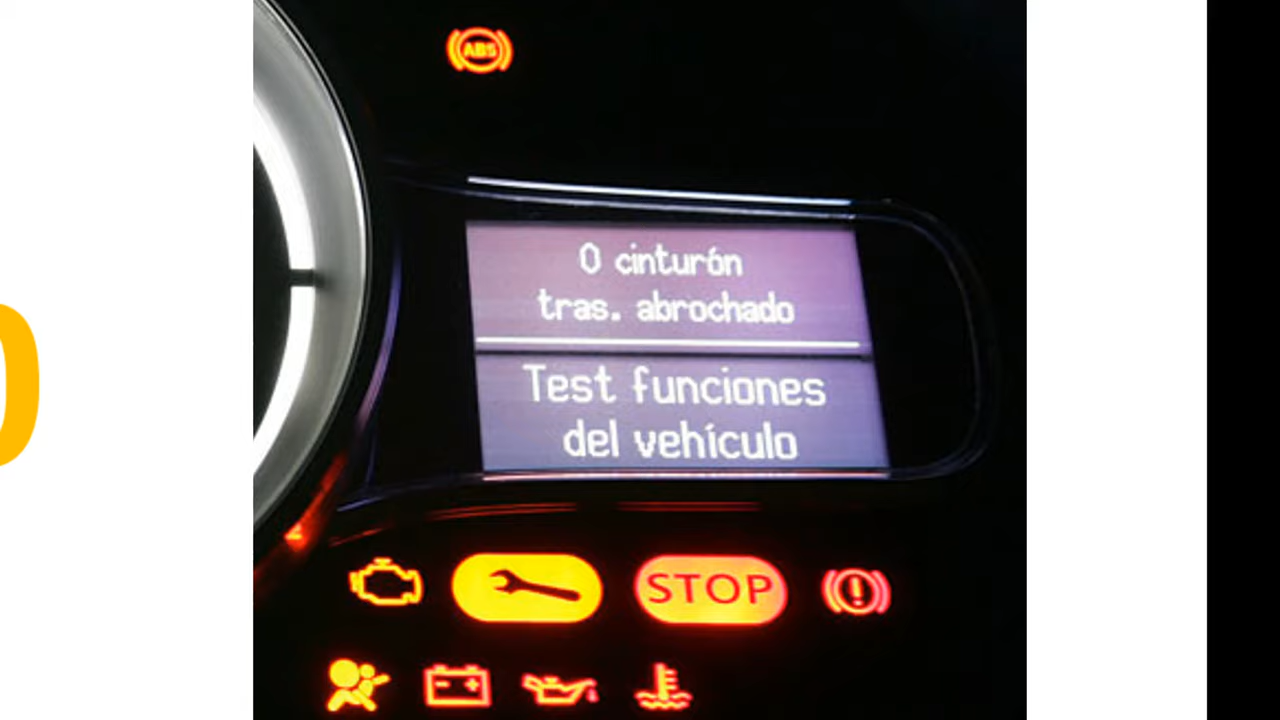 ABS
0 cinturón
tras. abrochado
Test funciones
del vehículo
STOP